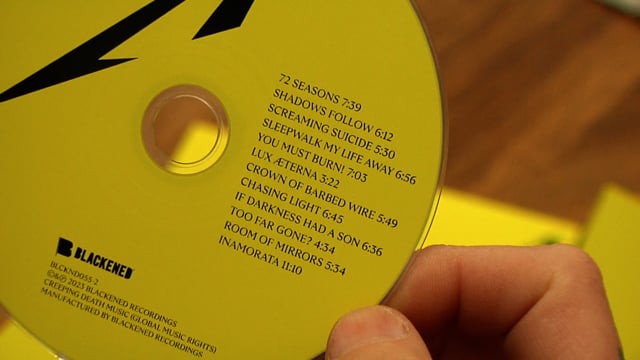 72 SEASONS 7:39
SHADOWS FOLLOW 6:12
SCREAMING SUICIDE 5:30
SLEEPWALK MY LIFE AWAY 6:56
YOU MUST BURN! 7:03
LUX ÆTERNA 3:22
CROWN OF BARBED WIRE 5:49
CHASING LIGHT 6:45
IF DARKNESS HAD A SON 6:36
TOO FAR GONE? 4:34
ROOM OF MIRRORS 5:34
INAMORATA 11:10
BLACKENED
BLCKND055-2
©&℗ 2023 BLACKENED RECORDINGS
CREEPING DEATH MUSIC (GLOBAL MUSIC RIGHTS)
MANUFACTURED BY BLACKENED RECORDINGS